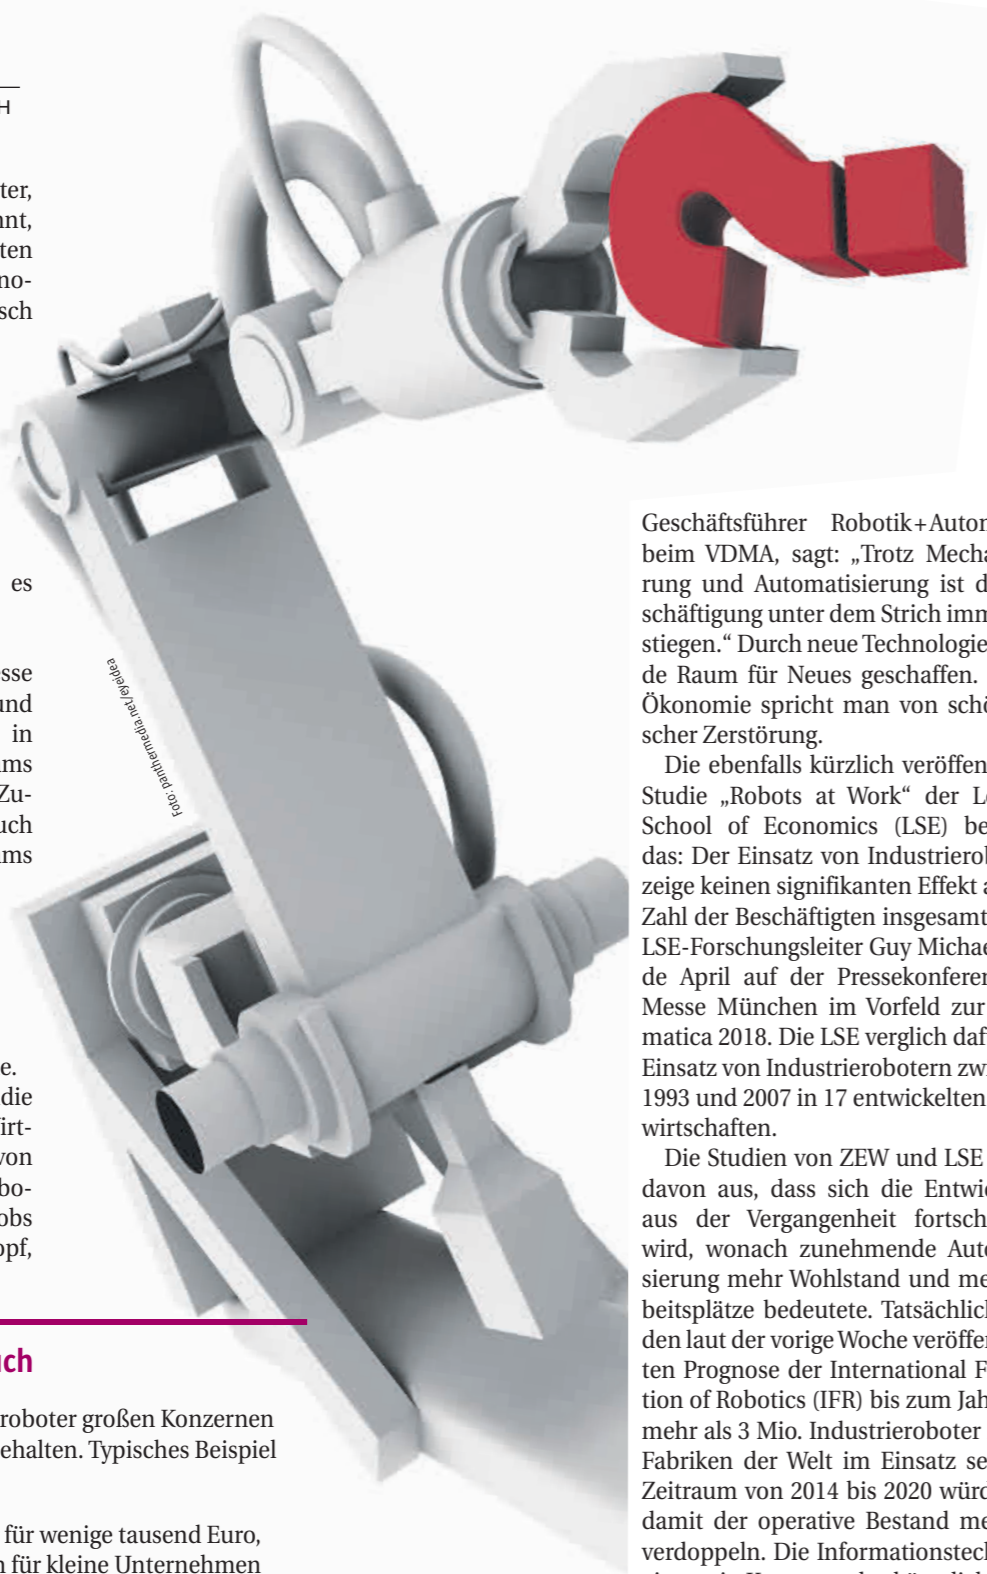 H
ter,
nnt,
ten
no-
isch
es
esse
und
in
ms
Zu-
uch
ms
e.
die
irt-
von
bo-
obs
opf,
uch
roboter großen Konzernen
ehalten. Typisches Beispiel
für wenige tausend Euro,
n für kleine Unternehmen
Foto: panthermedia.net/eyeidea
Geschäftsführer Robotik+Autom
beim VDMA, sagt: „Trotz Mecha
rung und Automatisierung ist d
schäftigung unter dem Strich imm
stiegen.“ Durch neue Technologie
de Raum für Neues geschaffen.
Ökonomie spricht man von schö
scher Zerstörung.
Die ebenfalls kürzlich veröffen
Studie „Robots at Work“ der Lo
School of Economics (LSE) be
das: Der Einsatz von Industrierob
zeige keinen signifikanten Effekt a
Zahl der Beschäftigten insgesamt
LSE-Forschungsleiter Guy Michae
de April auf der Pressekonferen
Messe München im Vorfeld zur
matica 2018. Die LSE verglich daf
Einsatz von Industrierobotern zwi
1993 und 2007 in 17 entwickelten
wirtschaften.
Die Studien von ZEW und LSE
davon aus, dass sich die Entwic
aus der Vergangenheit fortsch
wird, wonach zunehmende Auto
sierung mehr Wohlstand und me
beitsplätze bedeutete. Tatsächlich
den laut der vorige Woche veröffen
ten Prognose der International F
tion of Robotics (IFR) bis zum Jah
mehr als 3 Mio. Industrieroboter
Fabriken der Welt im Einsatz se
Zeitraum von 2014 bis 2020 würd
damit der operative Bestand me
verdoppeln. Die Informationstech